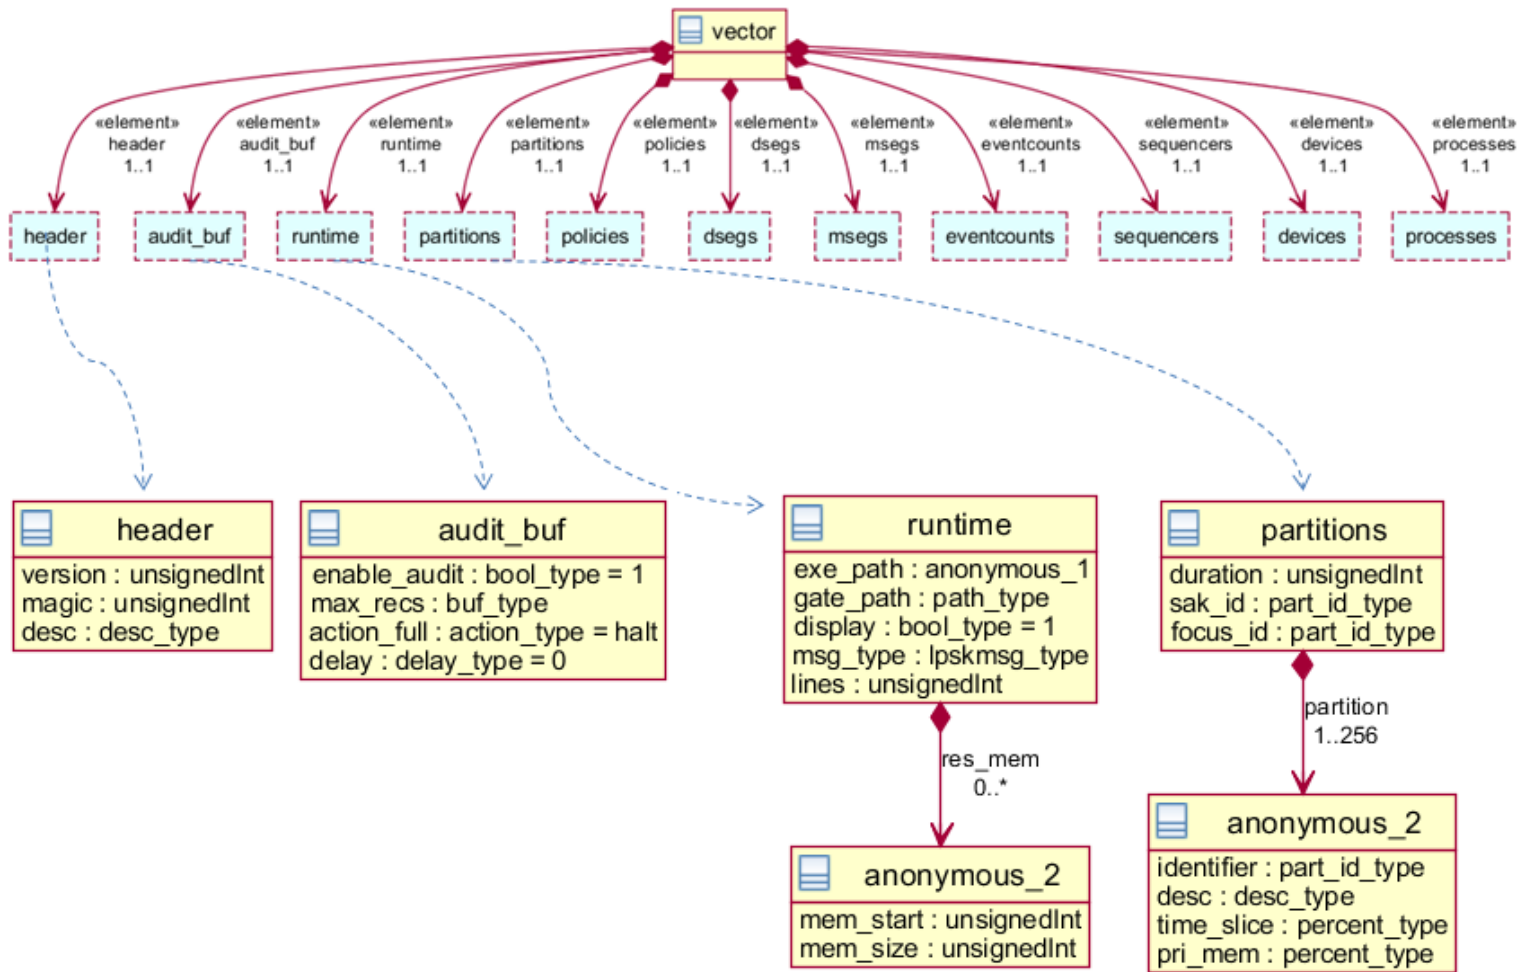 vector
«element» «element» «element» «element» «element» «element» «element» «element» «element» «element» «element»
header audit_buf runtime partitions policies dsegs msegs eventcounts sequencers devices processes
1..1 1..1 1..1 1..1 1..1 1..1 1..1 1..1 1..1 1..1 1..1
header audit_buf runtime partitions policies dsegs msegs eventcounts sequencers devices processes
header
version : unsignedInt
magic : unsignedInt
desc : desc_type
audit_buf
enable_audit : bool_type = 1
max_recs : buf_type
action_full : action_type = halt
delay : delay_type = 0
runtime
exe_path : anonymous_1
gate_path : path_type
display : bool_type = 1
msg_type : lpskmsg_type
lines : unsignedInt
partitions
duration : unsignedInt
sak_id : part_id_type
focus_id : part_id_type
res_mem
0..*
partition
1..256
anonymous_2
mem_start : unsignedInt
mem_size : unsignedInt
anonymous_2
identifier : part_id_type
desc : desc_type
time_slice : percent_type
pri_mem : percent_type